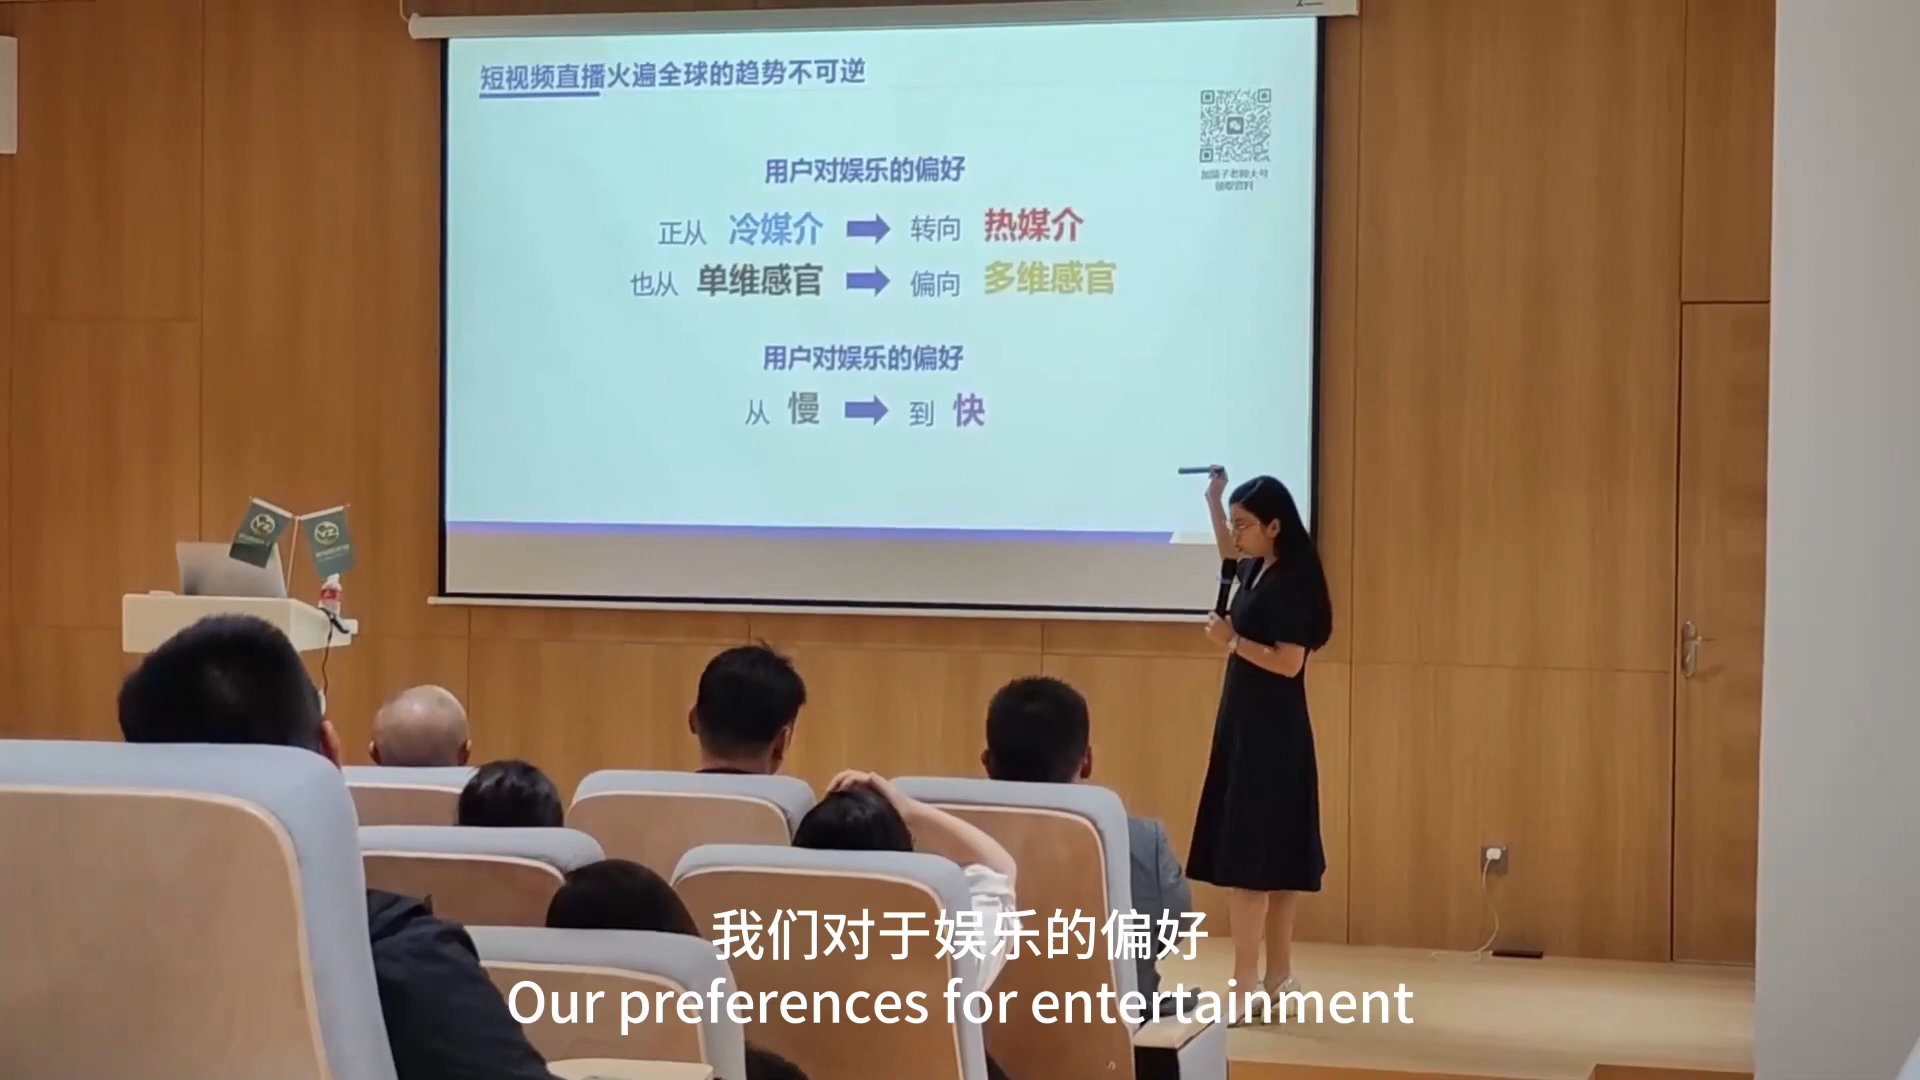 短视频直播火遍全球的趋势不可逆
用户对娱乐的偏好
正从 冷媒介 转向 热媒介
也从 单维感官 偏向 多维感官
用户对娱乐的偏好
从 慢 到 快
YZ
YZ
我们对于娱乐的偏好
Our preferences for entertainment